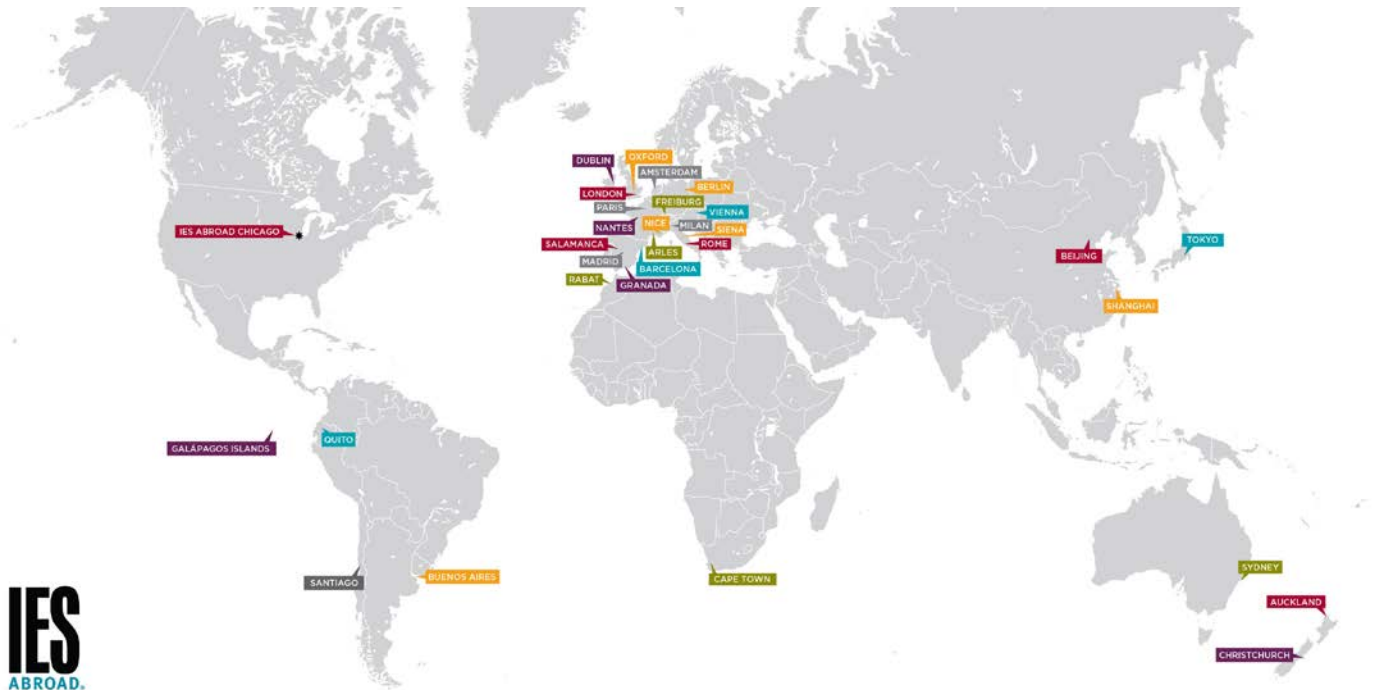 DUBLIN
OXFORD
AMSTERDAM
LONDON
BERLIN
PARIS
FREIBURG
VIENNA
NANTES
NICE
MILAN
SIENA
IES ABROAD CHICAGO
SALAMANCA
ROME
ARLES
MADRID
BARCELONA
RABAT
GRANADA
BEIJING
TOKYO
SHANGHAI
GALÁPAGOS ISLANDS
QUITO
SANTIAGO
BUENOS AIRES
CAPE TOWN
SYDNEY
AUCKLAND
CHRISTCHURCH
IES
ABROAD®